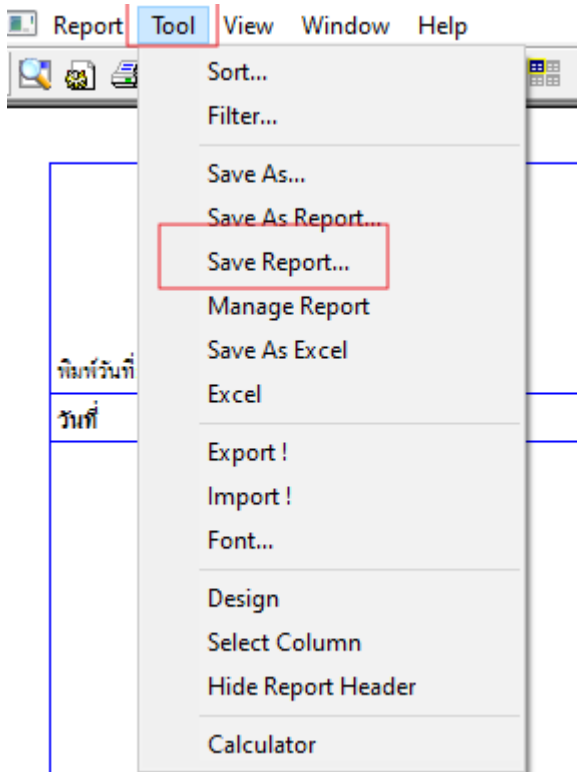 Report Tool View Window Help
Sort...
Filter...
Save As...
Save As Report...
Save Report...
Manage Report
Save As Excel
พิมพ์วันที่
Excel
วันที่
Export !
Import !
Font...
Design
Select Column
Hide Report Header
Calculator